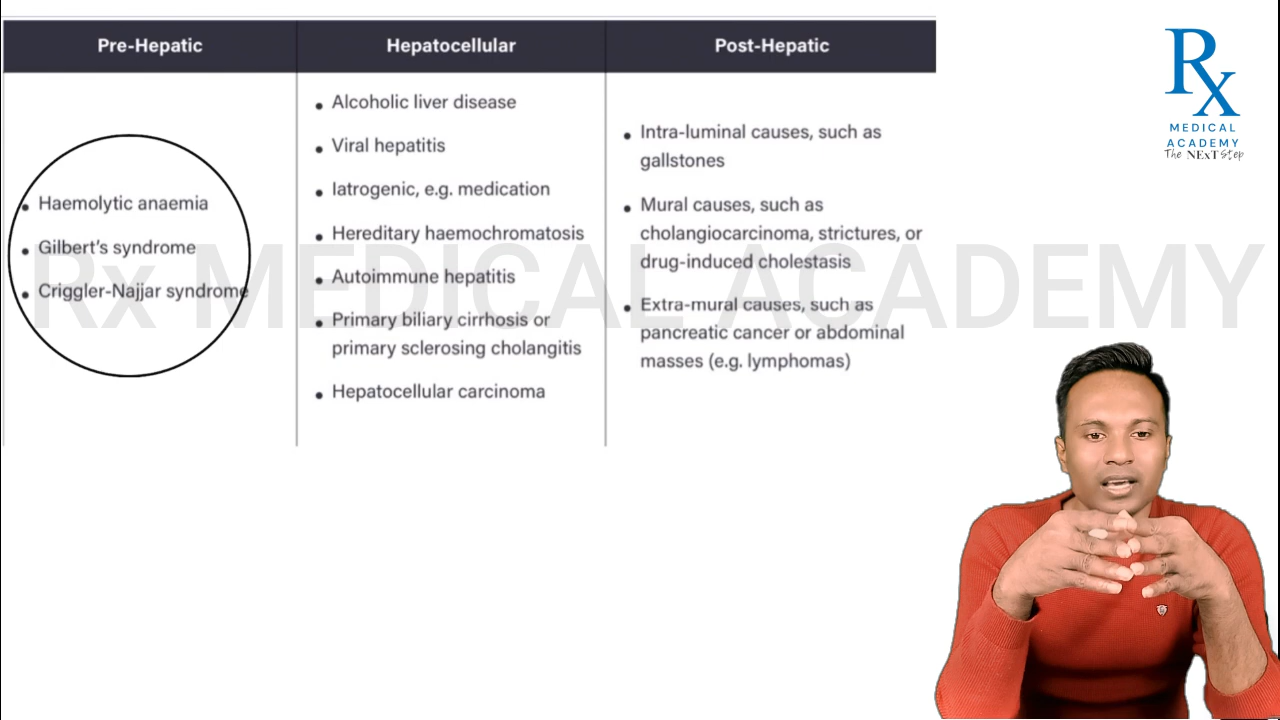 Pre-Hepatic
Hepatocellular
Post-Hepatic
Haemolytic anaemia
Gilbert's syndrome
Criggler-Najjar syndrome
Alcoholic liver disease
Viral hepatitis
Iatrogenic, e.g. medication
Hereditary haemochromatosis
Autoimmune hepatitis
Primary biliary cirrhosis or
primary sclerosing cholangitis
Hepatocellular carcinoma
Intra-luminal causes, such as
gallstones
Mural causes, such as
cholangiocarcinoma, strictures, or
drug-induced cholestasis
Extra-mural causes, such as
pancreatic cancer or abdominal
masses (e.g. lymphomas)
Rx
MEDICAL
ACADEMY
The NExT Step
Rx MEDICAL ACADEMY